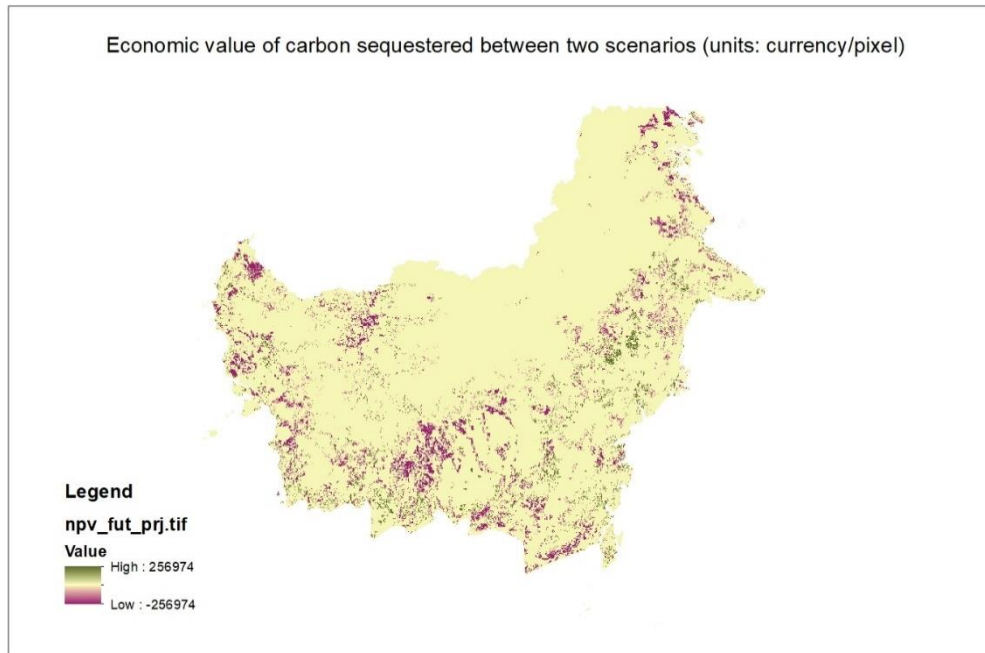 Economic value of carbon sequestered between two scenarios (units: currency/pixel)
Legend
npv_fut_prj.tif
Value
High : 256974
Low : -256974